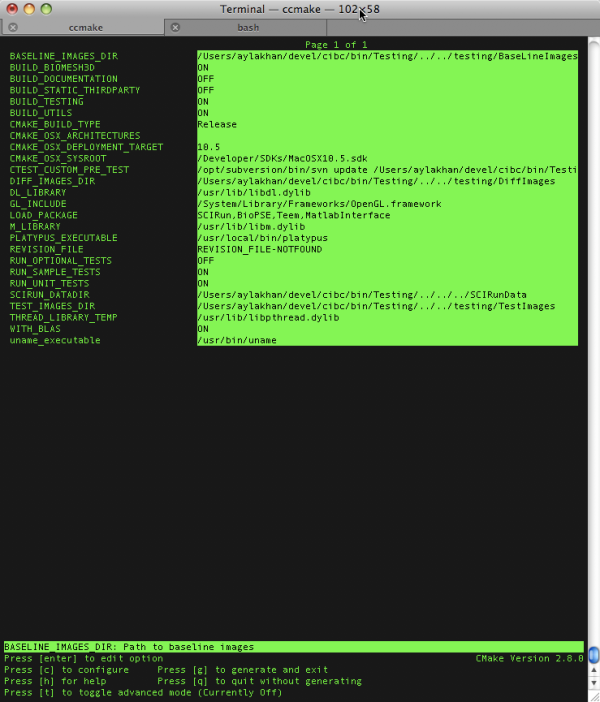 Terminal — ccmake — 102×58
ccmake
bash
Page 1 of 1
BASELINE_IMAGES_DIR /Users/aylakhan/devel/cibc/bin/Testing/../../testing/BaseLineImages
BUILD_BIOMESH3D ON
BUILD_DOCUMENTATION OFF
BUILD_STATIC_THIRDPARTY OFF
BUILD_TESTING ON
BUILD_UTILS ON
CMAKE_BUILD_TYPE Release
CMAKE_OSX_ARCHITECTURES
CMAKE_OSX_DEPLOYMENT_TARGET 10.5
CMAKE_OSX_SYSROOT /Developer/SDKs/MacOSX10.5.sdk
CTEST_CUSTOM_PRE_TEST /opt/subversion/bin/svn update /Users/aylakhan/devel/cibc/bin/Testi
DIFF_IMAGES_DIR /Users/aylakhan/devel/cibc/bin/Testing/../../testing/DiffImages
DL_LIBRARY /usr/lib/libdl.dylib
GL_INCLUDE /System/Library/Frameworks/OpenGL.framework
LOAD_PACKAGE SCIRun,BioPSE,Teem,MatlabInterface
M_LIBRARY /usr/lib/libm.dylib
PLATYPUS_EXECUTABLE /usr/local/bin/platypus
REVISION_FILE REVISION_FILE-NOTFOUND
RUN_OPTIONAL_TESTS OFF
RUN_SAMPLE_TESTS ON
RUN_UNIT_TESTS ON
SCIRUN_DATADIR /Users/aylakhan/devel/cibc/bin/Testing/../../../SCIRunData
TEST_IMAGES_DIR /Users/aylakhan/devel/cibc/bin/Testing/../../testing/TestImages
THREAD_LIBRARY_TEMP /usr/lib/libpthread.dylib
WITH_BLAS ON
uname_executable /usr/bin/uname
BASELINE_IMAGES_DIR: Path to baseline images
Press [enter] to edit option CMake Version 2.8.0
Press [c] to configure Press [g] to generate and exit
Press [h] for help Press [q] to quit without generating
Press [t] to toggle advanced mode (Currently Off)